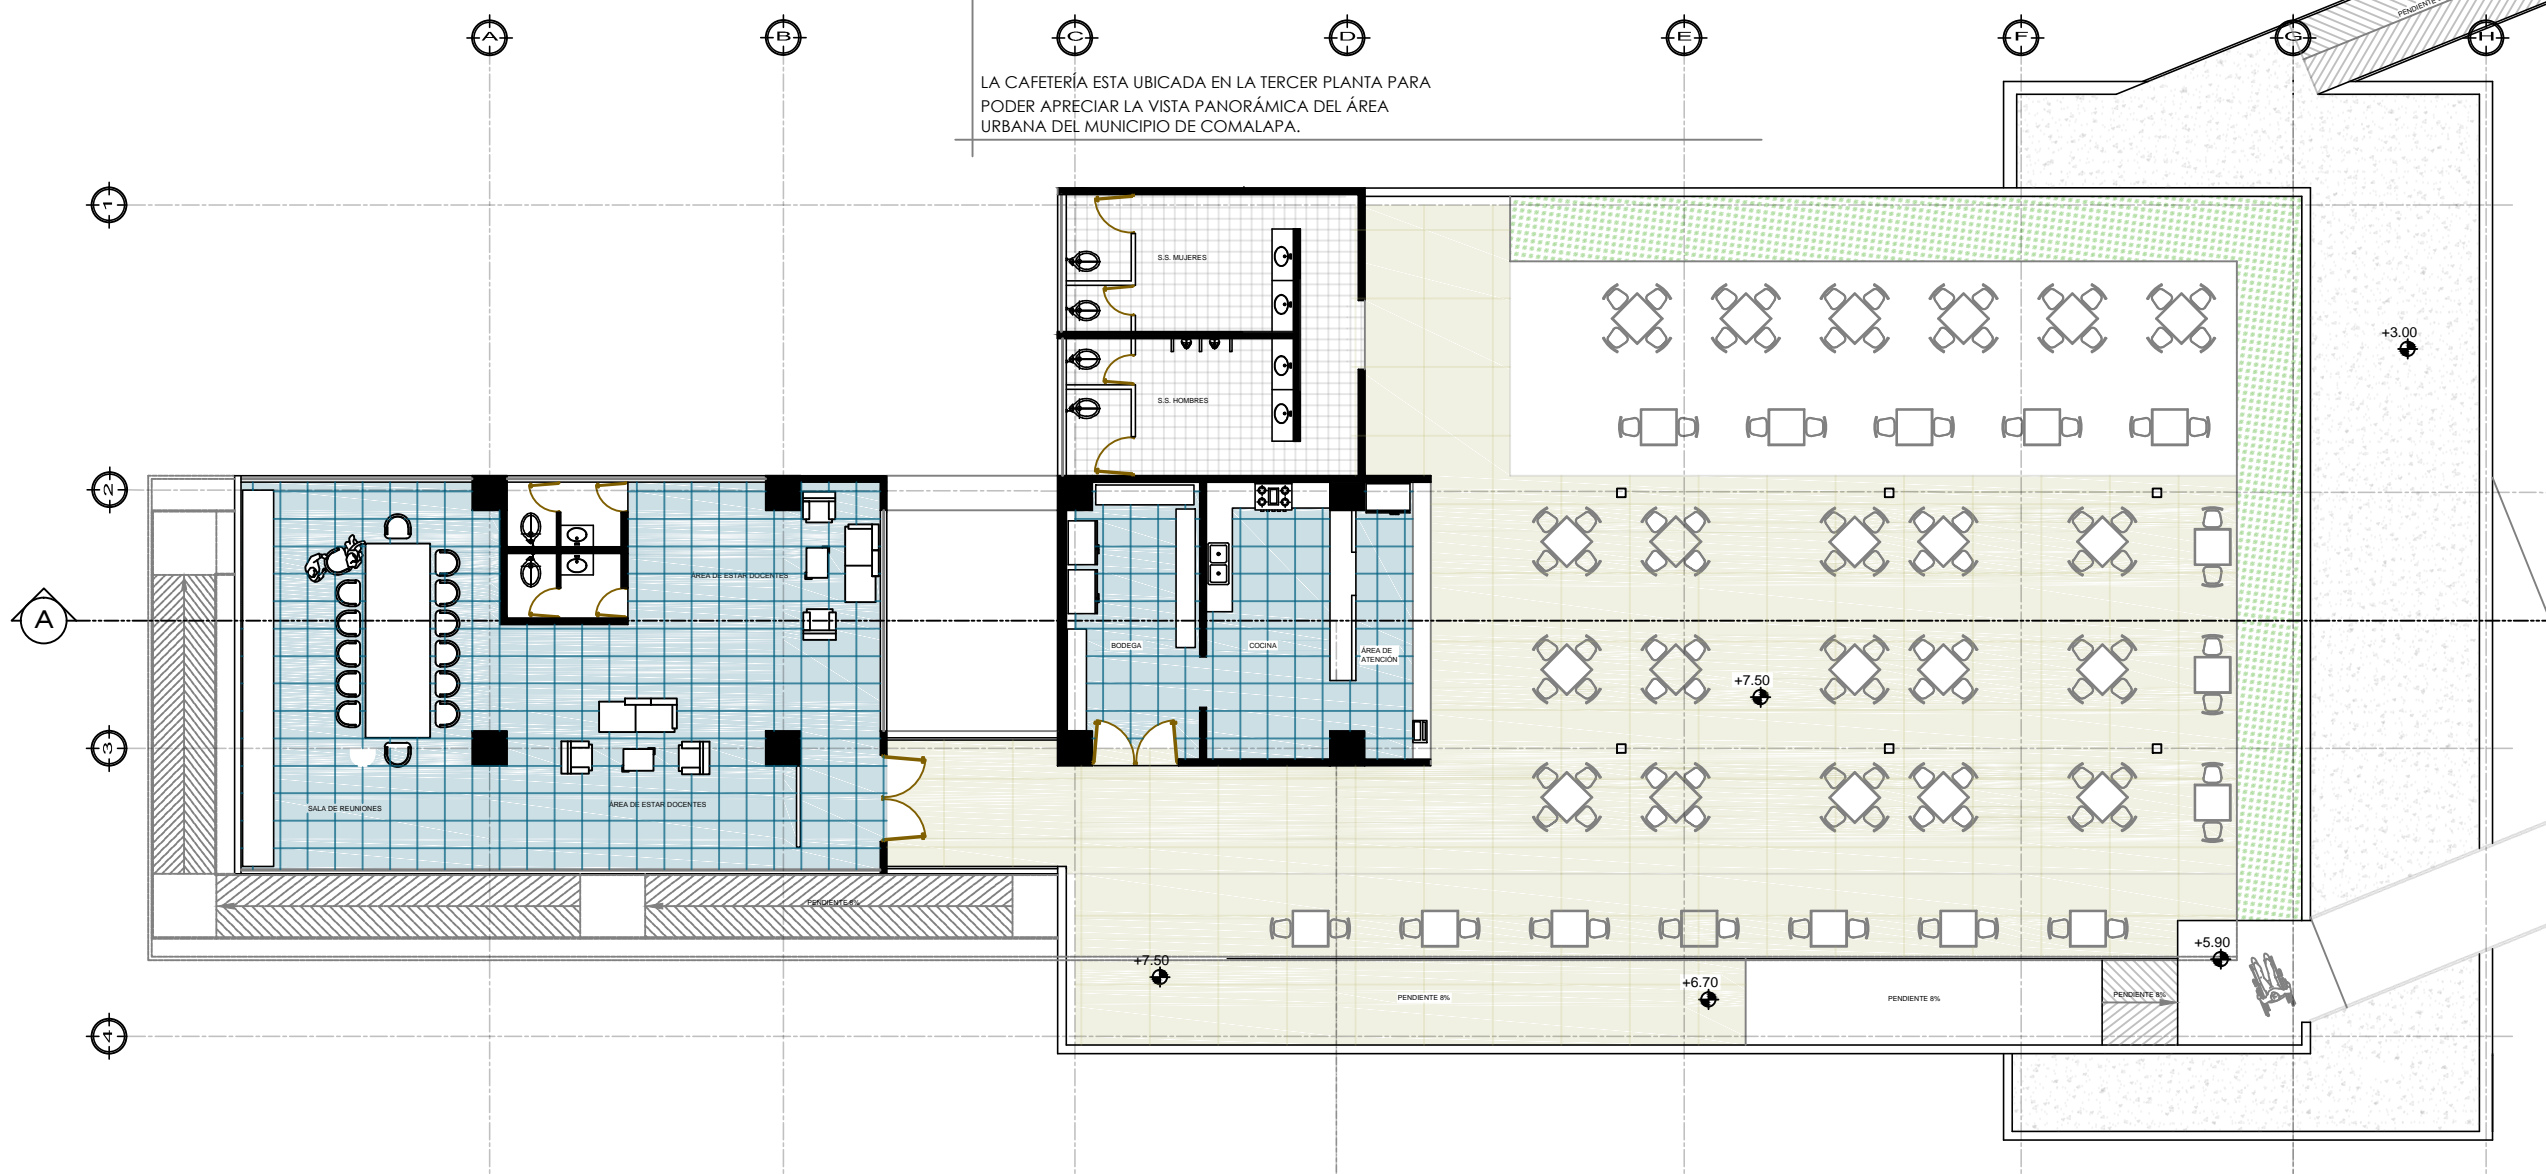 PENDIENTE
A B C D E F G H
LA CAFETERÍA ESTA UBICADA EN LA TERCER PLANTA PARA
PODER APRECIAR LA VISTA PANORÁMICA DEL ÁREA
URBANA DEL MUNICIPIO DE COMALAPA.
1
S.S. MUJERES
+3.00
S.S. HOMBRES
2
ÁREA DE ESTAR DOCENTES
A
BODEGA
COCINA
ÁREA DE
ATENCIÓN
+7.50
3
SALA DE REUNIONES
ÁREA DE ESTAR DOCENTES
PENDIENTE 8%
+5.90
+7.50
+6.70
PENDIENTE 8%
PENDIENTE 8%
PENDIENTE 8%
4